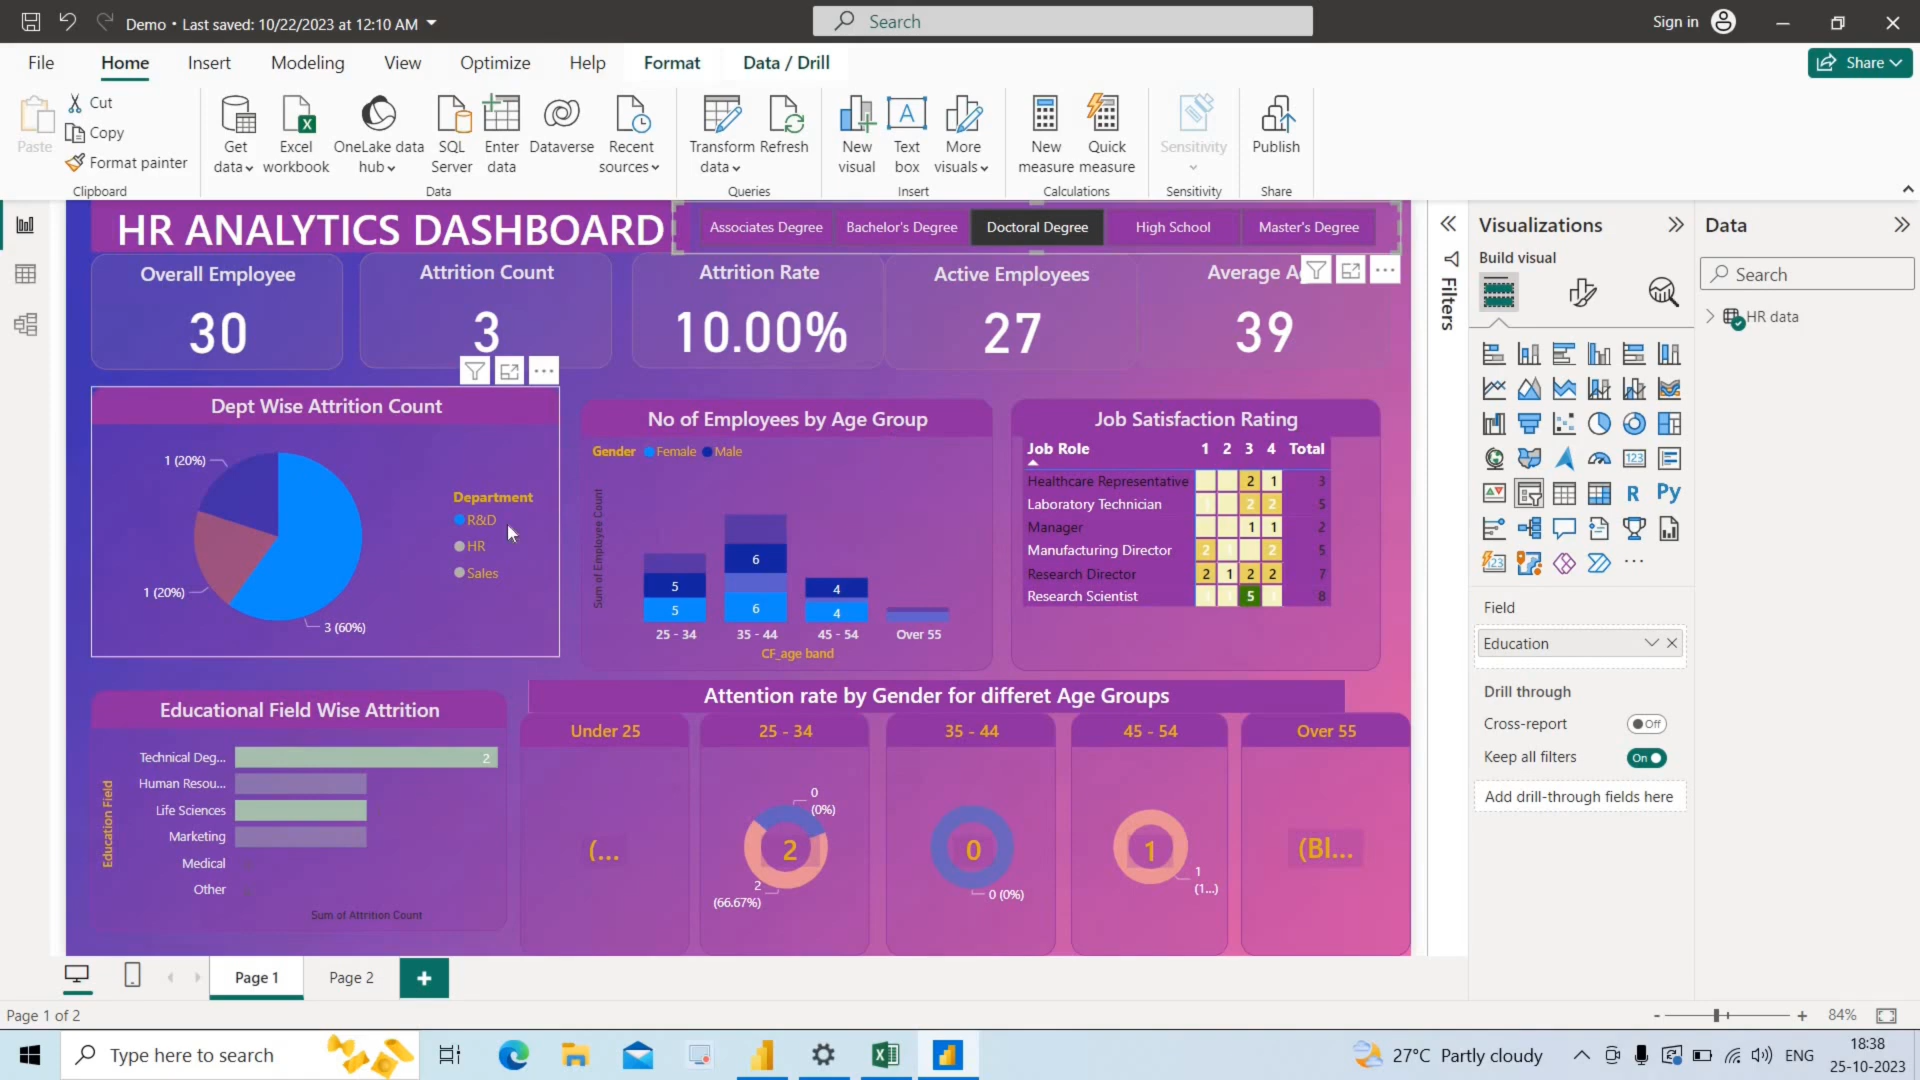 Demo • Last saved: 10/22/2023 at 12:10 AM
Search
Sign in
File Home Insert Modeling View Optimize Help Format Data / Drill
Share
Paste
Cut
Copy
Format painter
Clipboard
Get data
Excel workbook
OneLake data hub
SQL Server
Enter data
Dataverse
Recent sources
Data
Transform data
Refresh
Queries
New visual
Text box
More visuals
Insert
New measure
Quick measure
Calculations
Sensitivity
Sensitivity
Publish
Share
HR ANALYTICS DASHBOARD
Associates Degree
Bachelor's Degree
Doctoral Degree
High School
Master's Degree
Overall Employee
30
Attrition Count
3
Attrition Rate
10.00%
Active Employees
27
Average A
39
Dept Wise Attrition Count
1 (20%)
1 (20%)
3 (60%)
Department
R&D
HR
Sales
No of Employees by Age Group
Gender Female Male
Sum of Employee Count
5
5
6
6
4
4
25 - 34 35 - 44 45 - 54 Over 55
CF_age band
Job Satisfaction Rating
Job Role 1 2 3 4 Total
Healthcare Representative 2 1 3
Laboratory Technician 2 2 5
Manager 1 1 2
Manufacturing Director 2 2 5
Research Director 2 1 2 2 7
Research Scientist 5 8
Educational Field Wise Attrition
Education Field
Technical Deg... 2
Human Resou...
Life Sciences
Marketing
Medical
Other
Sum of Attrition Count
Attention rate by Gender for differet Age Groups
Under 25
(...
25 - 34
0
(0%)
2
2
(66.67%)
35 - 44
0
0 (0%)
45 - 54
1
1
(1...)
Over 55
(Bl...
Filters
Visualizations
Build visual
123
R
Py
123
Field
Education
Drill through
Cross-report
Off
Keep all filters
On
Add drill-through fields here
Data
Search
HR data
Page 1
Page 2
Page 1 of 2
84%
Type here to search
27°C Partly cloudy
ENG
18:38
25-10-2023